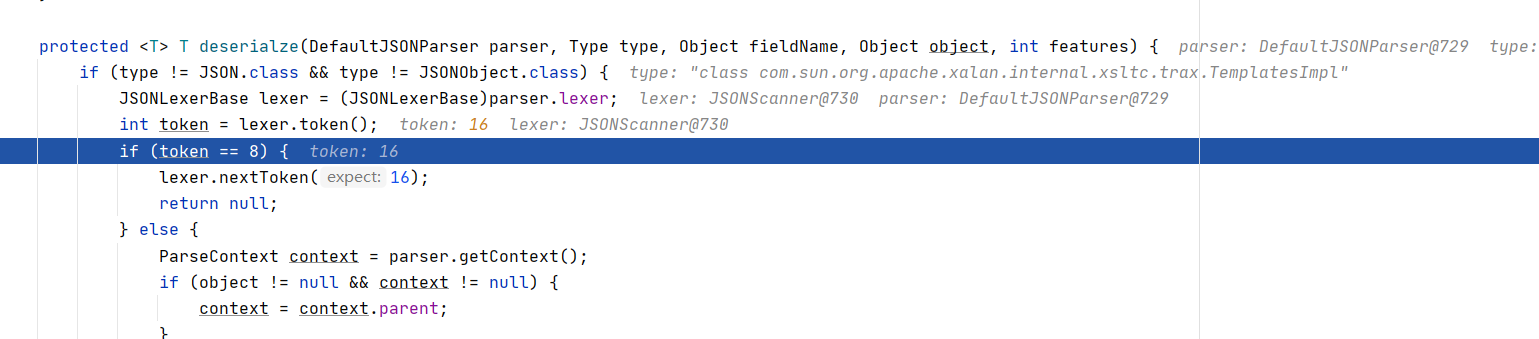 protected <T> T deserialze(DefaultJSONParser parser, Type type, Object fieldName, Object object, int features) {  parser: DefaultJSONParser@729  type:
if (type != JSON.class && type != JSONObject.class) {  type: "class com.sun.org.apache.xalan.internal.xsltc.trax.TemplatesImpl"
JSONLexerBase lexer = (JSONLexerBase)parser.lexer;  lexer: JSONScanner@730  parser: DefaultJSONParser@729
int token = lexer.token();  token: 16  lexer: JSONScanner@730
if (token == 8) {  token: 16
lexer.nextToken( expect: 16);
return null;
} else {
ParseContext context = parser.getContext();
if (object != null && context != null) {
context = context.parent;
}